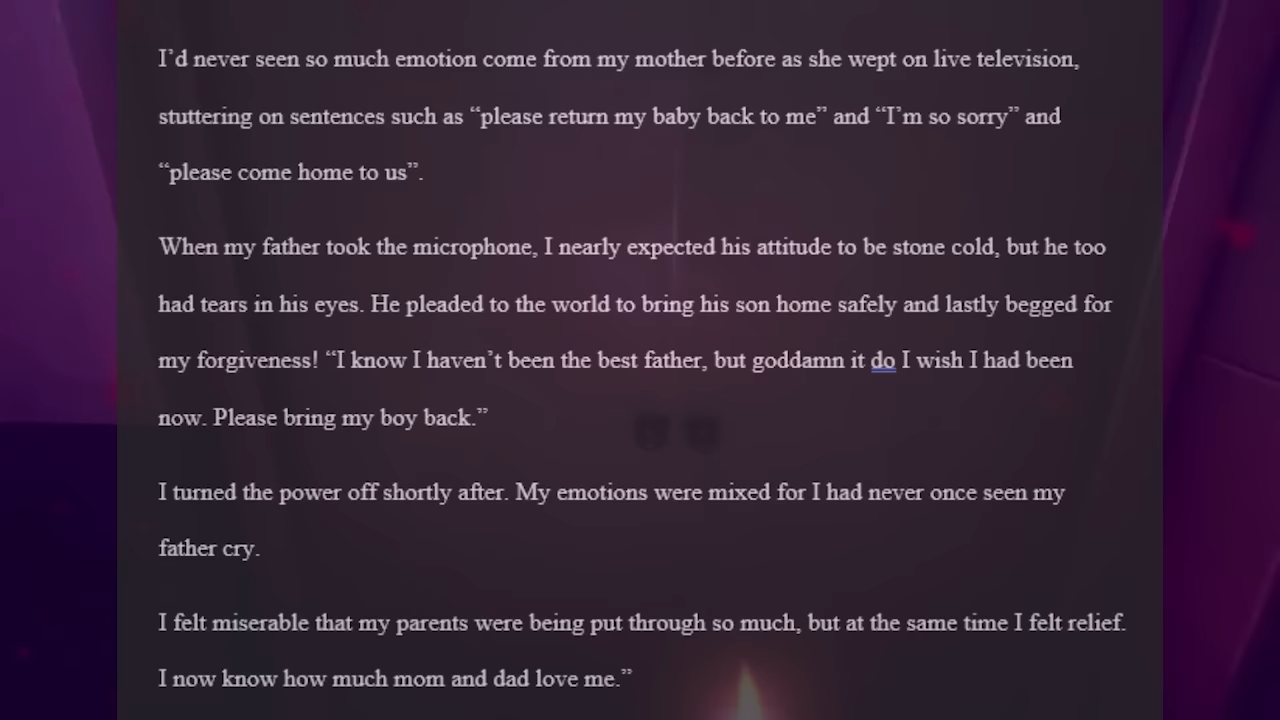 I’d never seen so much emotion come from my mother before as she wept on live television,
stuttering on sentences such as “please return my baby back to me” and “I’m so sorry” and
“please come home to us”.
When my father took the microphone, I nearly expected his attitude to be stone cold, but he too
had tears in his eyes. He pleaded to the world to bring his son home safely and lastly begged for
my forgiveness! “I know I haven’t been the best father, but goddamn it do I wish I had been
now. Please bring my boy back.”
I turned the power off shortly after. My emotions were mixed for I had never once seen my
father cry.
I felt miserable that my parents were being put through so much, but at the same time I felt relief.
I now know how much mom and dad love me.”